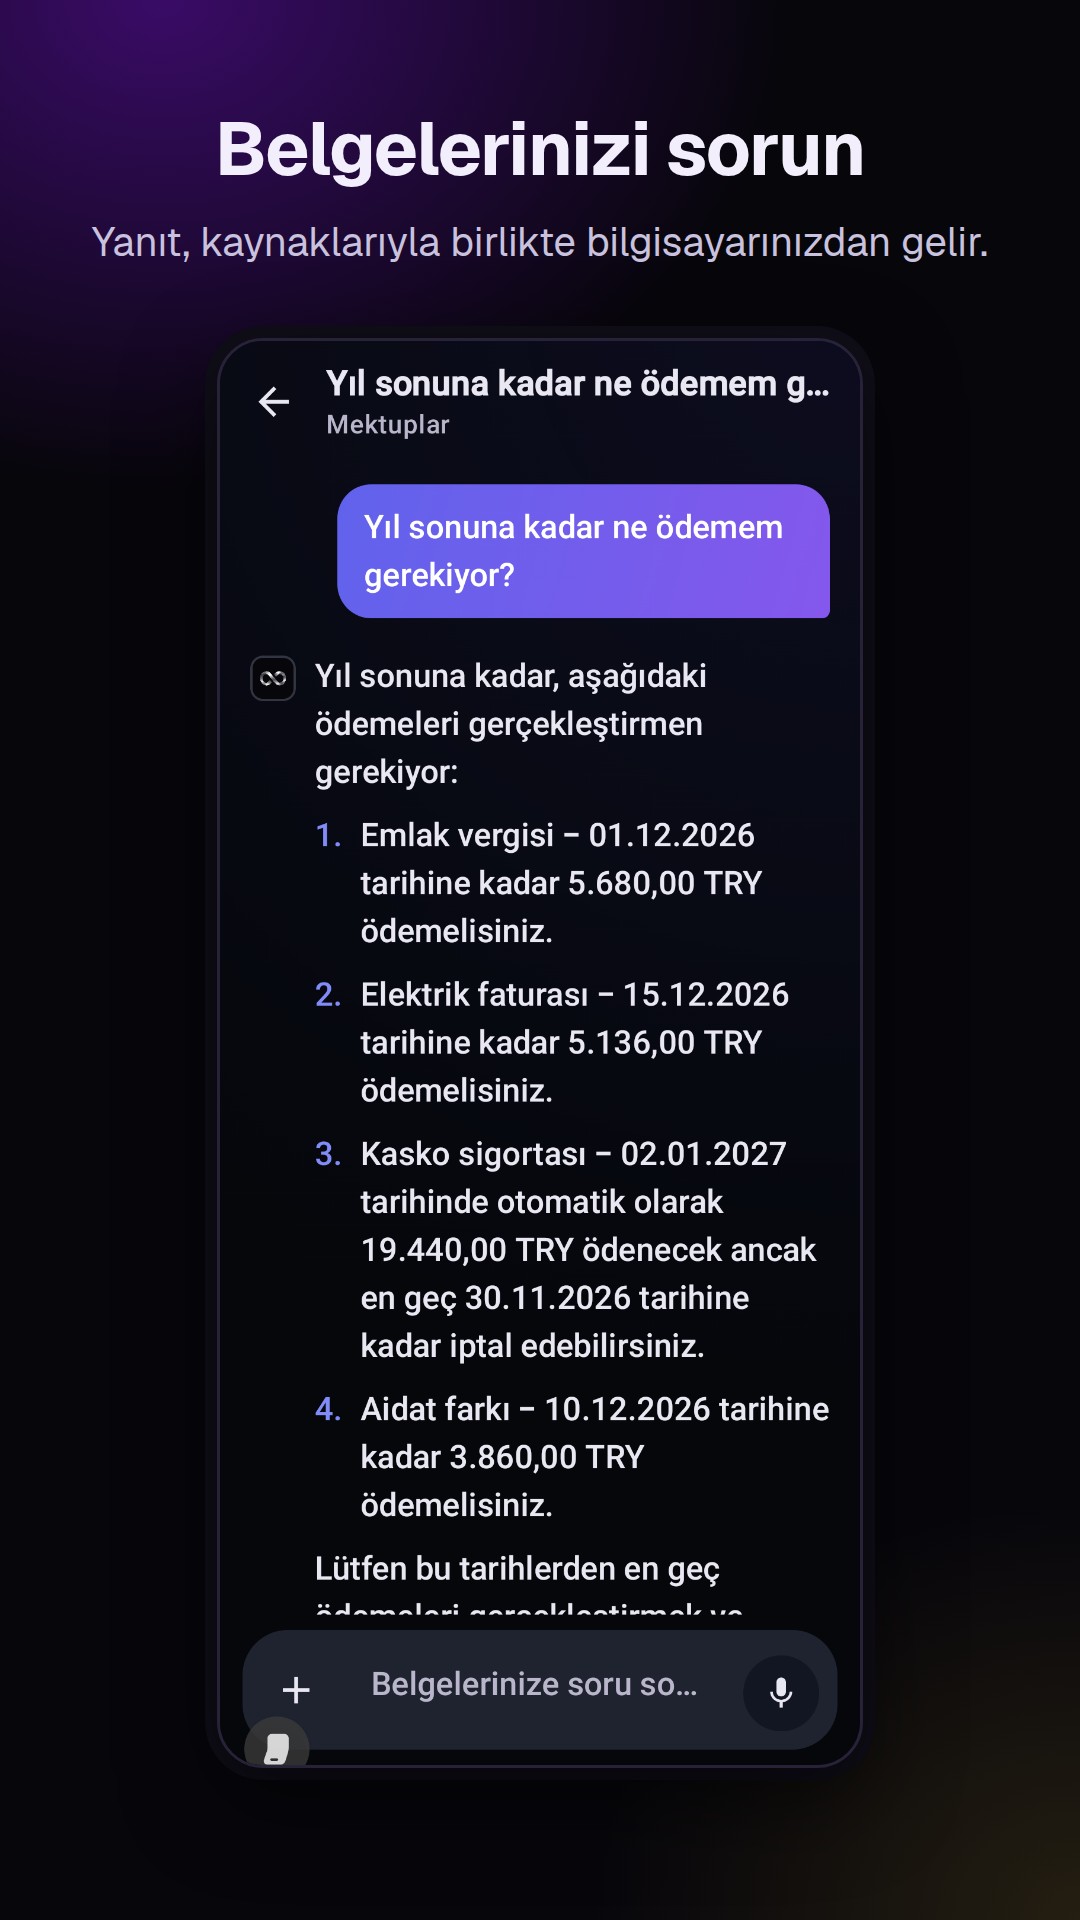 Belgelerinizi sorun
Yanıt, kaynaklarıyla birlikte bilgisayarınızdan gelir.
Yıl sonuna kadar ne ödemem g...
Mektuplar
Yıl sonuna kadar ne ödemem
gerekiyor?
Yıl sonuna kadar, aşağıdaki
ödemeleri gerçekleştirmen
gerekiyor:
1. Emlak vergisi – 01.12.2026
tarihine kadar 5.680,00 TRY
ödemelisiniz.
2. Elektrik faturası – 15.12.2026
tarihine kadar 5.136,00 TRY
ödemelisiniz.
3. Kasko sigortası – 02.01.2027
tarihinde otomatik olarak
19.440,00 TRY ödenecek ancak
en geç 30.11.2026 tarihine
kadar iptal edebilirsiniz.
4. Aidat farkı – 10.12.2026 tarihine
kadar 3.860,00 TRY
ödemelisiniz.
Lütfen bu tarihlerden en geç
ödemeleri gerçekleştirmek ve
Belgelerinize soru so...